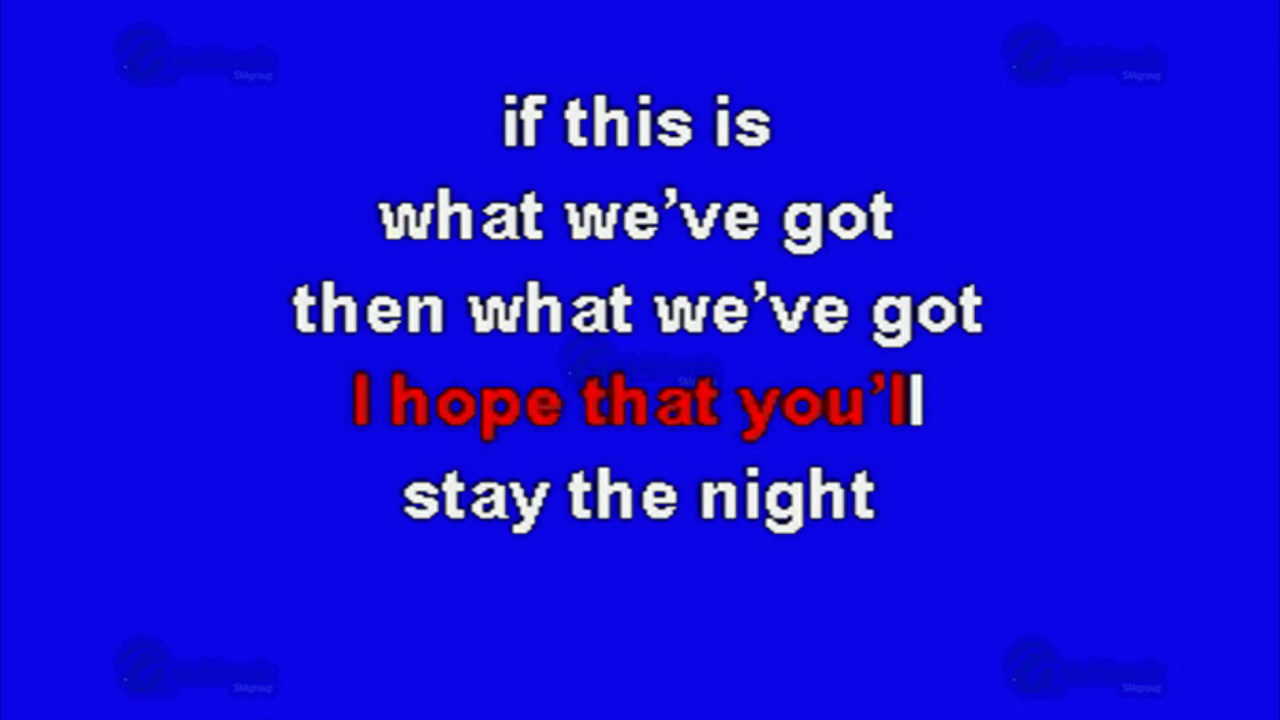 if this is
what we've got
then what we've got
I hope that you'll
stay the night